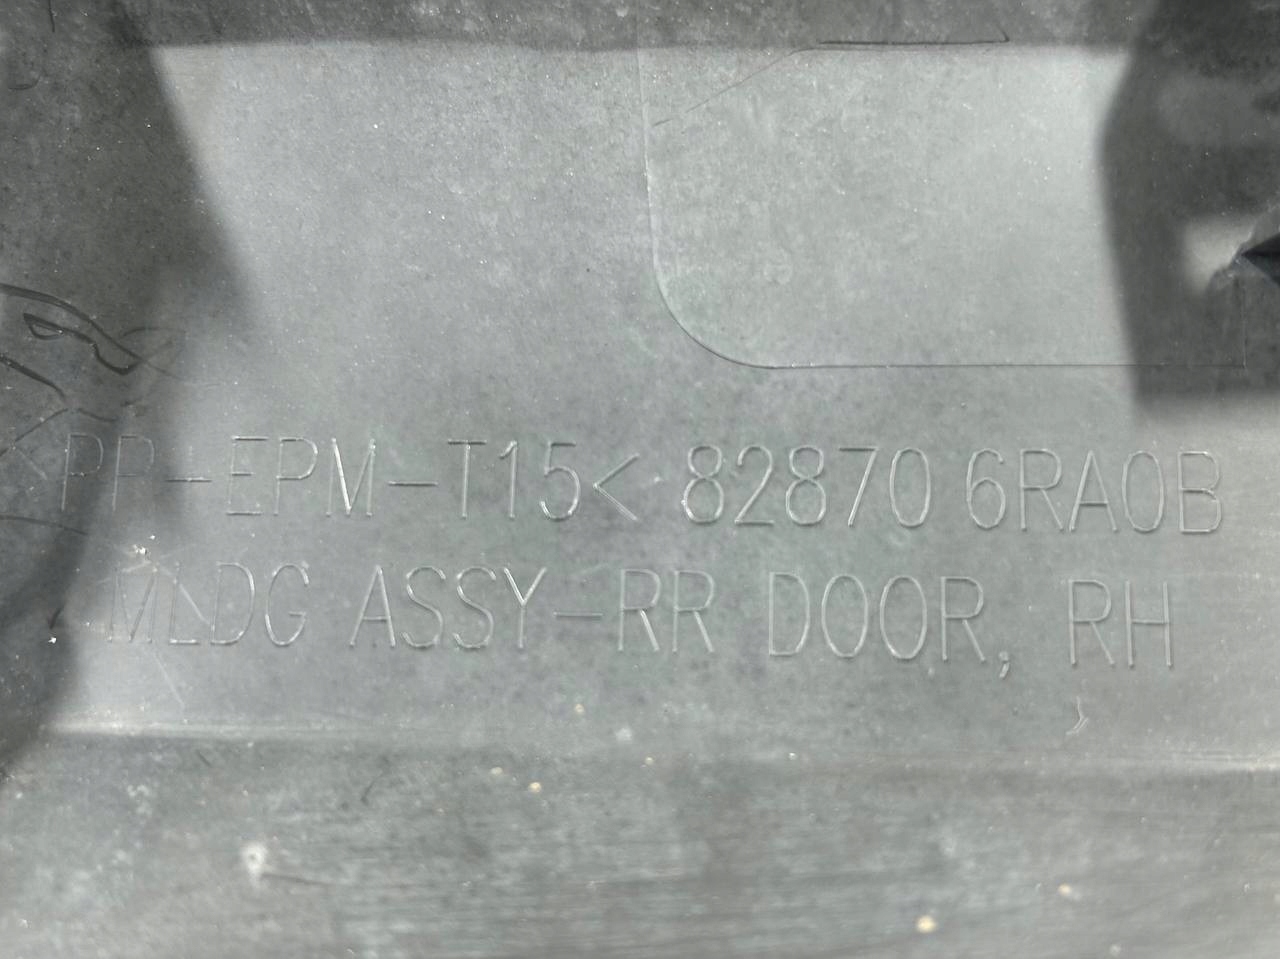 PP-EPM-T15< 82870 6RA0B
MLDG ASSY-RR DOOR, RH